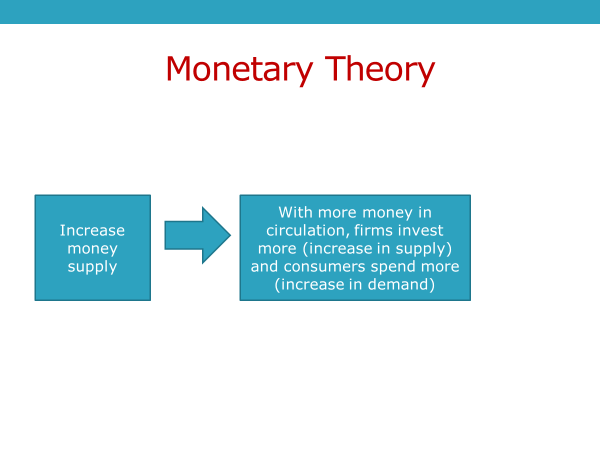 Monetary Theory
Increase
money
supply
With more money in
circulation, firms invest
more (increase in supply)
and consumers spend more
(increase in demand)